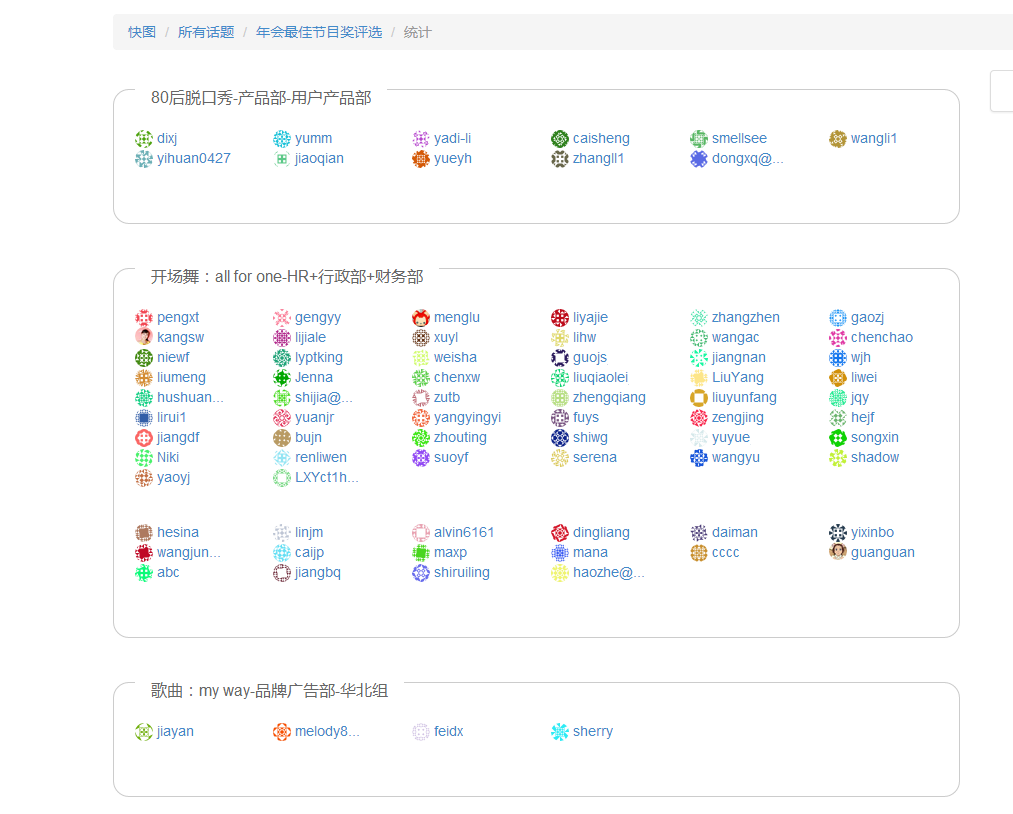 快图 / 所有话题 / 年会最佳节目奖评选 / 统计
80后脱口秀-产品部-用户产品部
dixj yumm yadi-li caisheng smellsee wangli1
yihuan0427 jiaoqian yueyh zhangll1 dongxq@...
开场舞：all for one-HR+行政部+财务部
pengxt gengyy menglu liyajie zhangzhen gaozj
kangsw lijiale xuyl lihw wangac chenchao
niewf lyptking weisha guojs jiangnan wjh
liumeng Jenna chenxw liuqiaolei LiuYang liwei
hushuan... shijia@... zutb zhengqiang liuyunfang jqy
lirui1 yuanjr yangyingyi fuys zengjing hejf
jiangdf bujn zhouting shiwg yuyue songxin
Niki renliwen suoyf serena wangyu shadow
yaoyj LXYct1h...
hesina linjm alvin6161 dingliang daiman yixinbo
wangjun... caijp maxp mana cccc guanguan
abc jiangbq shiruiling haozhe@...
歌曲：my way-品牌广告部-华北组
jiayan melody8... feidx sherry